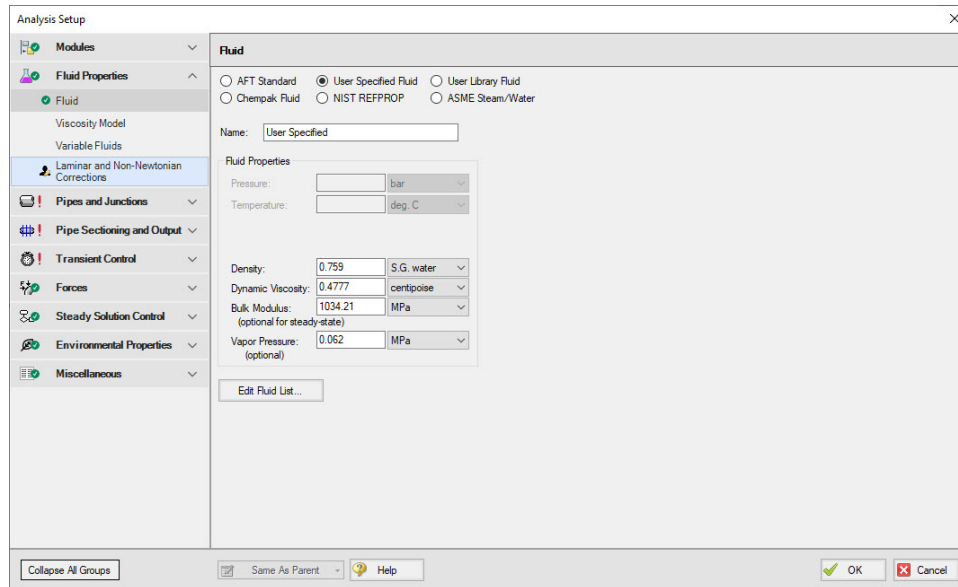 Analysis Setup
Modules
Fluid Properties
Fluid
Viscosity Model
Variable Fluids
Laminar and Non-Newtonian
Corrections
Pipes and Junctions
Pipe Sectioning and Output
Transient Control
Forces
Steady Solution Control
Environmental Properties
Miscellaneous
Collapse All Groups
Fluid
AFT Standard
User Specified Fluid
User Library Fluid
Chempak Fluid
NIST REFPROP
ASME Steam/Water
Name: User Specified
Fluid Properties
Pressure: bar
Temperature: deg. C
Density: 0.759 S.G. water
Dynamic Viscosity: 0.4777 centipoise
Bulk Modulus: 1034.21 MPa
(optional for steady-state)
Vapor Pressure: 0.062 MPa
(optional)
Edit Fluid List...
Same As Parent
Help
OK
Cancel